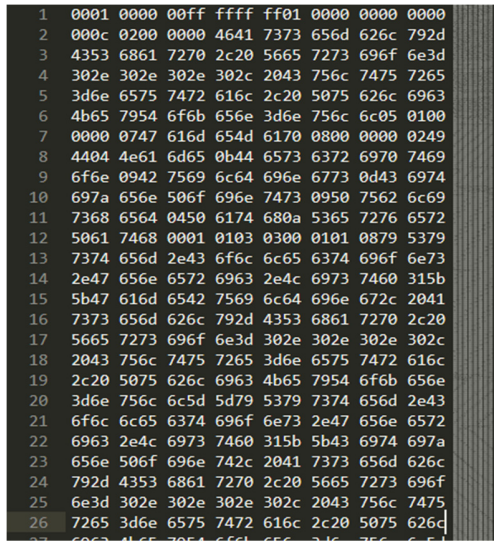 1 0001 0000 00ff ffff ff01 0000 0000 0000
2 000c 0200 0000 4641 7373 656d 626c 792d
3 4353 6861 7270 2c20 5665 7273 696f 6e3d
4 302e 302e 302e 302c 2043 756c 7475 7265
5 3d6e 6575 7472 616c 2c20 5075 626c 6963
6 4b65 7954 6f6b 656e 3d6e 756c 6c05 0100
7 0000 0747 616d 654d 6170 0800 0000 0249
8 4404 4e61 6d65 0b44 6573 6372 6970 7469
9 6f6e 0942 7569 6c64 696e 6773 0d43 6974
10 697a 656e 506f 696e 7473 0950 7562 6c69
11 7368 6564 0450 6174 680a 5365 7276 6572
12 5061 7468 0001 0103 0300 0101 0879 5379
13 7374 656d 2e43 6f6c 6c65 6374 696f 6e73
14 2e47 656e 6572 6963 2e4c 6973 7460 315b
15 5b47 616d 6542 7569 6c64 696e 672c 2041
16 7373 656d 626c 792d 4353 6861 7270 2c20
17 5665 7273 696f 6e3d 302e 302e 302e 302c
18 2043 756c 7475 7265 3d6e 6575 7472 616c
19 2c20 5075 626c 6963 4b65 7954 6f6b 656e
20 3d6e 756c 6c5d 5d79 5379 7374 656d 2e43
21 6f6c 6c65 6374 696f 6e73 2e47 656e 6572
22 6963 2e4c 6973 7460 315b 5b43 6974 697a
23 656e 506f 696e 742c 2041 7373 656d 626c
24 792d 4353 6861 7270 2c20 5665 7273 696f
25 6e3d 302e 302e 302e 302c 2043 756c 7475
26 7265 3d6e 6575 7472 616c 2c20 5075 626c